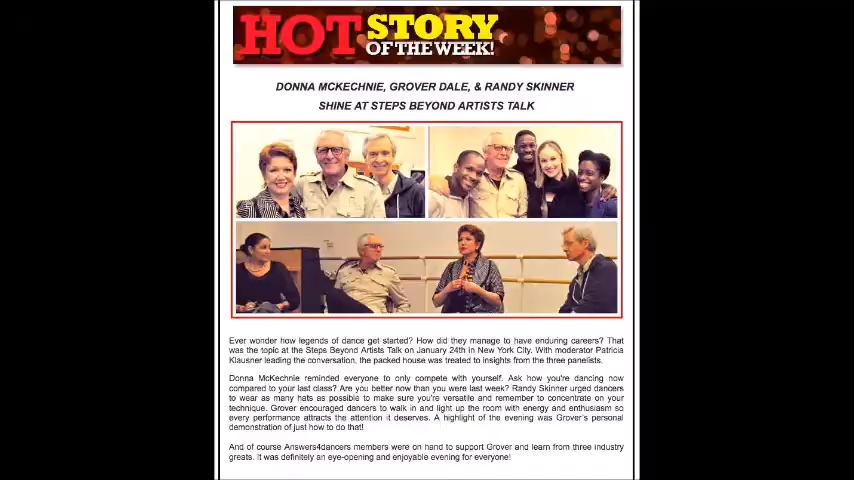 HOT STORY
OF THE WEEK!
DONNA MCKECHNIE, GROVER DALE, & RANDY SKINNER
SHINE AT STEPS BEYOND ARTISTS TALK
Ever wonder how legends of dance get started? How did they manage to have enduring careers? That
was the topic at the Steps Beyond Artists Talk on January 24th in New York City. With moderator Patricia
Klausner leading the conversation, the packed house was treated to insights from the three panelists.
Donna McKechnie reminded everyone to only compete with yourself. Ask how you're dancing now
compared to your last class? Are you better now than you were last week? Randy Skinner urged dancers
to wear as many hats as possible to make sure you're versatile and remember to concentrate on your
technique. Grover encouraged dancers to walk in and light up the room with energy and enthusiasm so
every performance attracts the attention it deserves. A highlight of the evening was Grover's personal
demonstration of just how to do that!
And of course Answers4dancers members were on hand to support Grover and learn from three industry
greats. It was definitely an eye-opening and enjoyable evening for everyone!